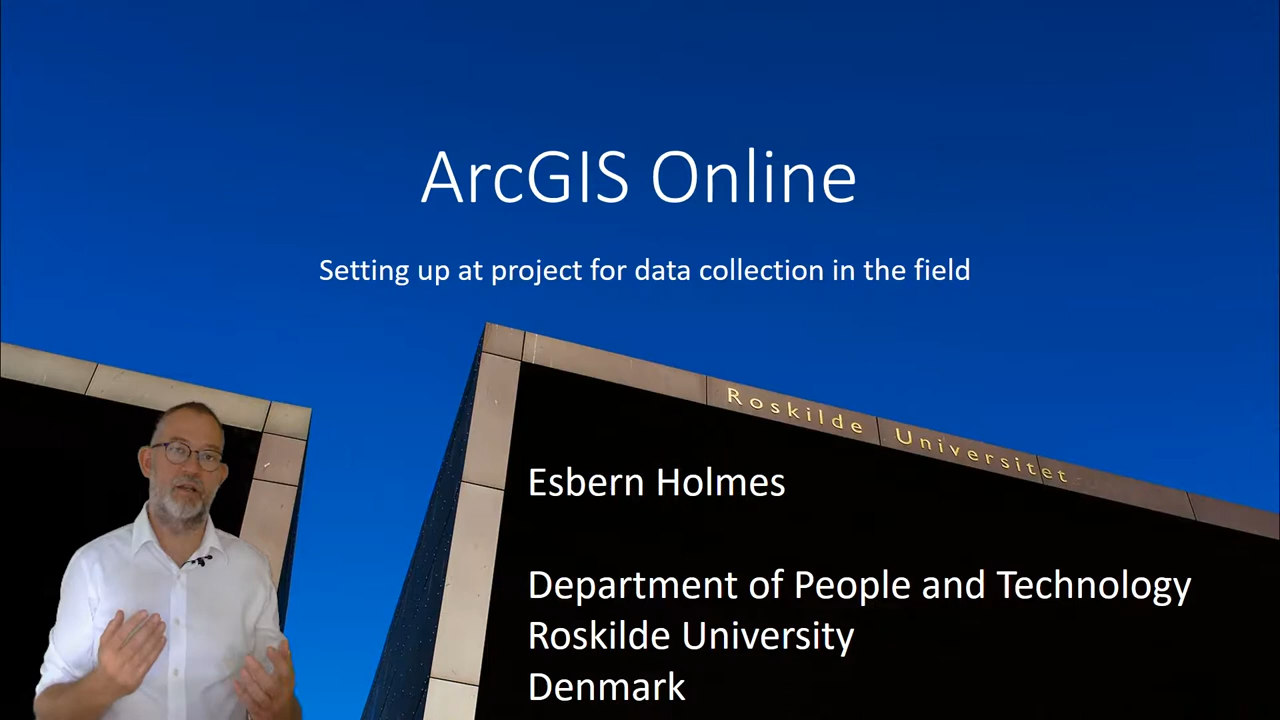 ArcGIS Online
Setting up at project for data collection in the field
Roskilde Universitet
Esbern Holmes
Department of People and Technology
Roskilde University
Denmark